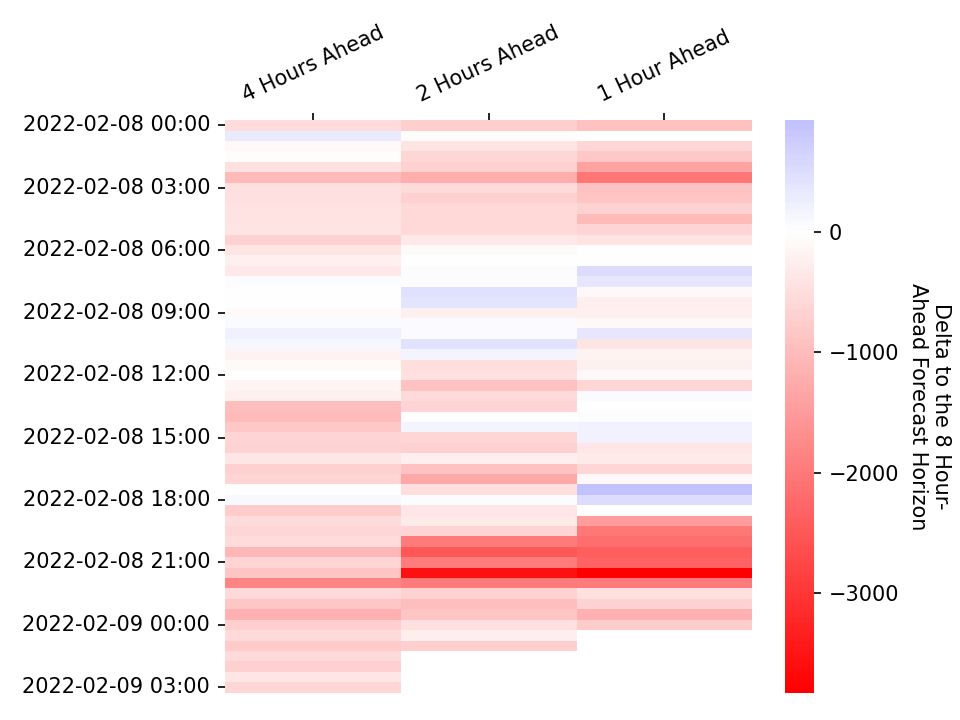 4 Hours Ahead
2 Hours Ahead
1 Hour Ahead
2022-02-08 00:00
2022-02-08 03:00
2022-02-08 06:00
2022-02-08 09:00
2022-02-08 12:00
2022-02-08 15:00
2022-02-08 18:00
2022-02-08 21:00
2022-02-09 00:00
2022-02-09 03:00
0
−1000
−2000
−3000
Delta to the 8 Hour-
Ahead Forecast Horizon